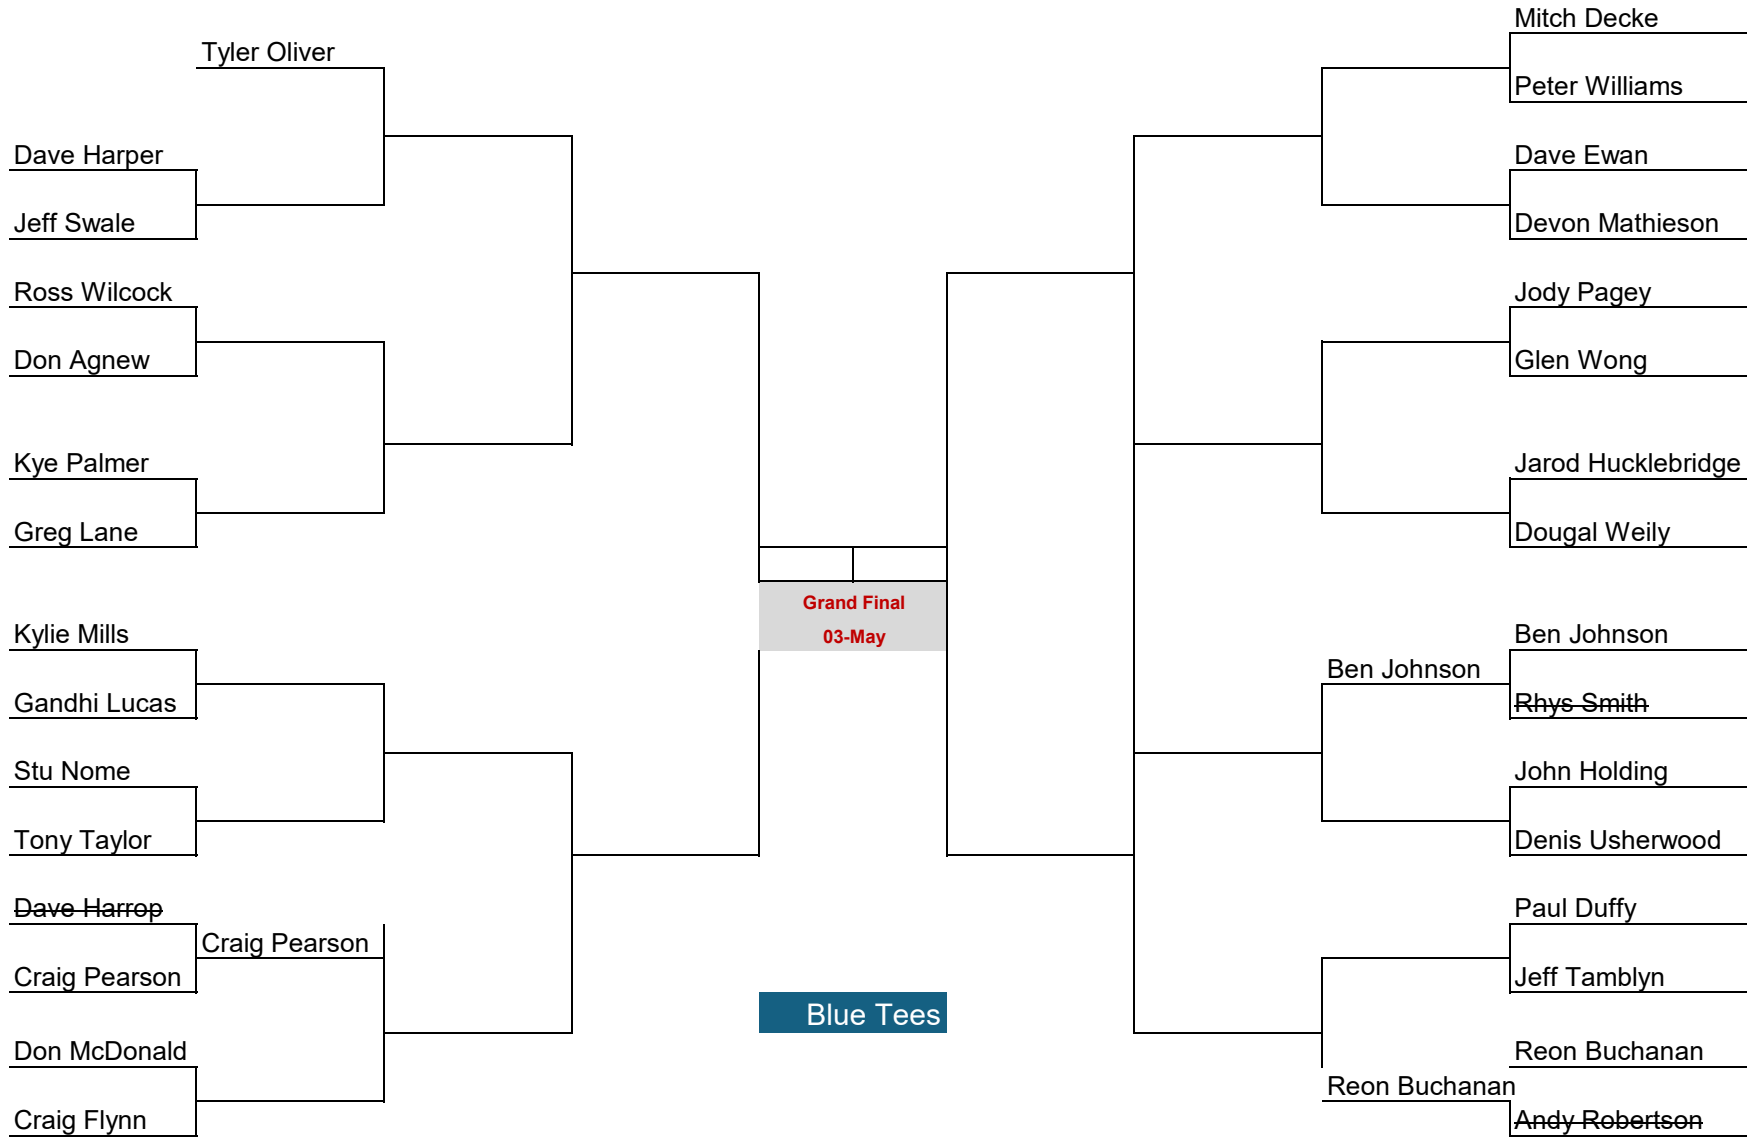 Tyler Oliver
Dave Harper
Jeff Swale
Ross Wilcock
Don Agnew
Kye Palmer
Greg Lane
Kylie Mills
Gandhi Lucas
Stu Nome
Tony Taylor
Dave Harrop
Craig Pearson
Craig Pearson
Don McDonald
Craig Flynn
Grand Final
03-May
Blue Tees
Mitch Decke
Peter Williams
Dave Ewan
Devon Mathieson
Jody Pagey
Glen Wong
Jarod Hucklebridge
Dougal Weily
Ben Johnson
Ben Johnson
Rhys Smith
John Holding
Denis Usherwood
Paul Duffy
Jeff Tamblyn
Reon Buchanan
Reon Buchanan
Andy Robertson